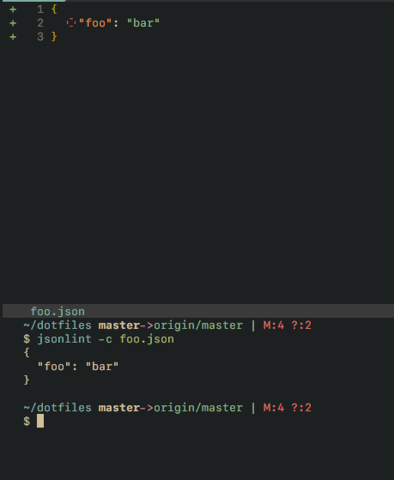 + 1 {
+ 2 "foo": "bar"
+ 3 }
foo.json
~/dotfiles master->origin/master | M:4 ?:2
$ jsonlint -c foo.json
{
"foo": "bar"
}
~/dotfiles master->origin/master | M:4 ?:2
$